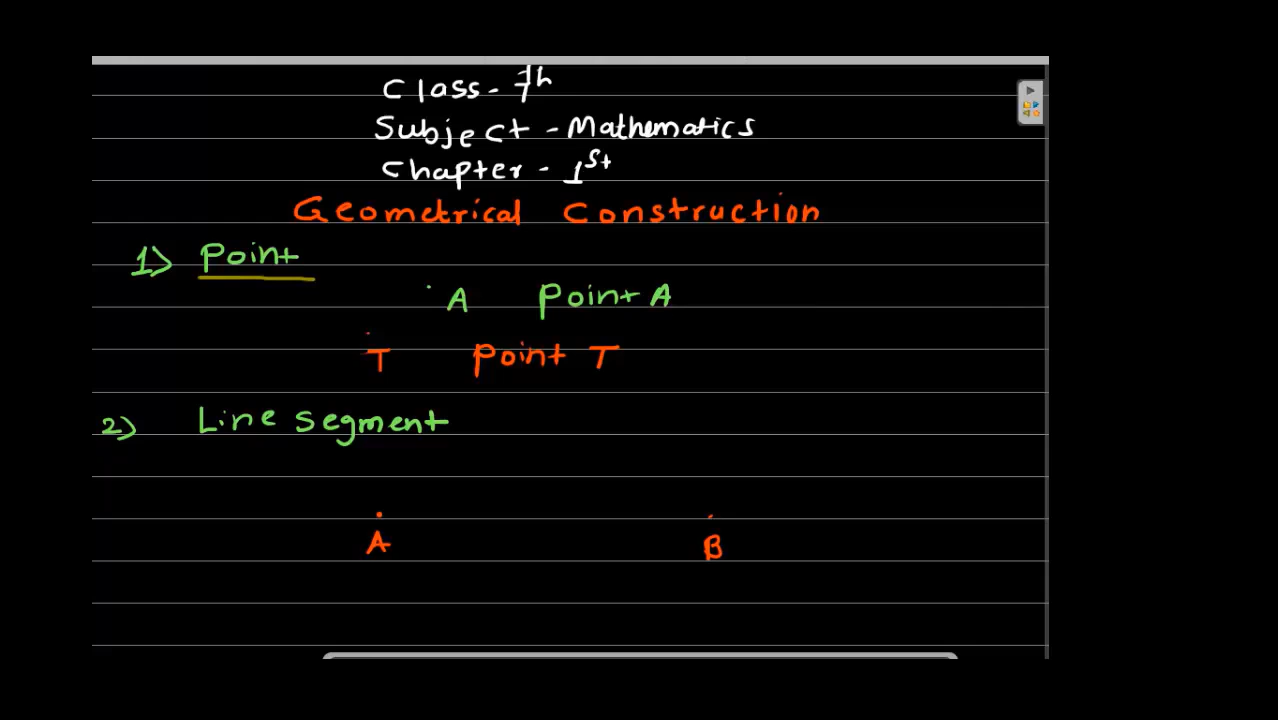 Class - 7th
Subject - Mathematics
Chapter - 1st
Geometrical Construction
1) Point
A Point A
T Point T
2) Line segment
A B